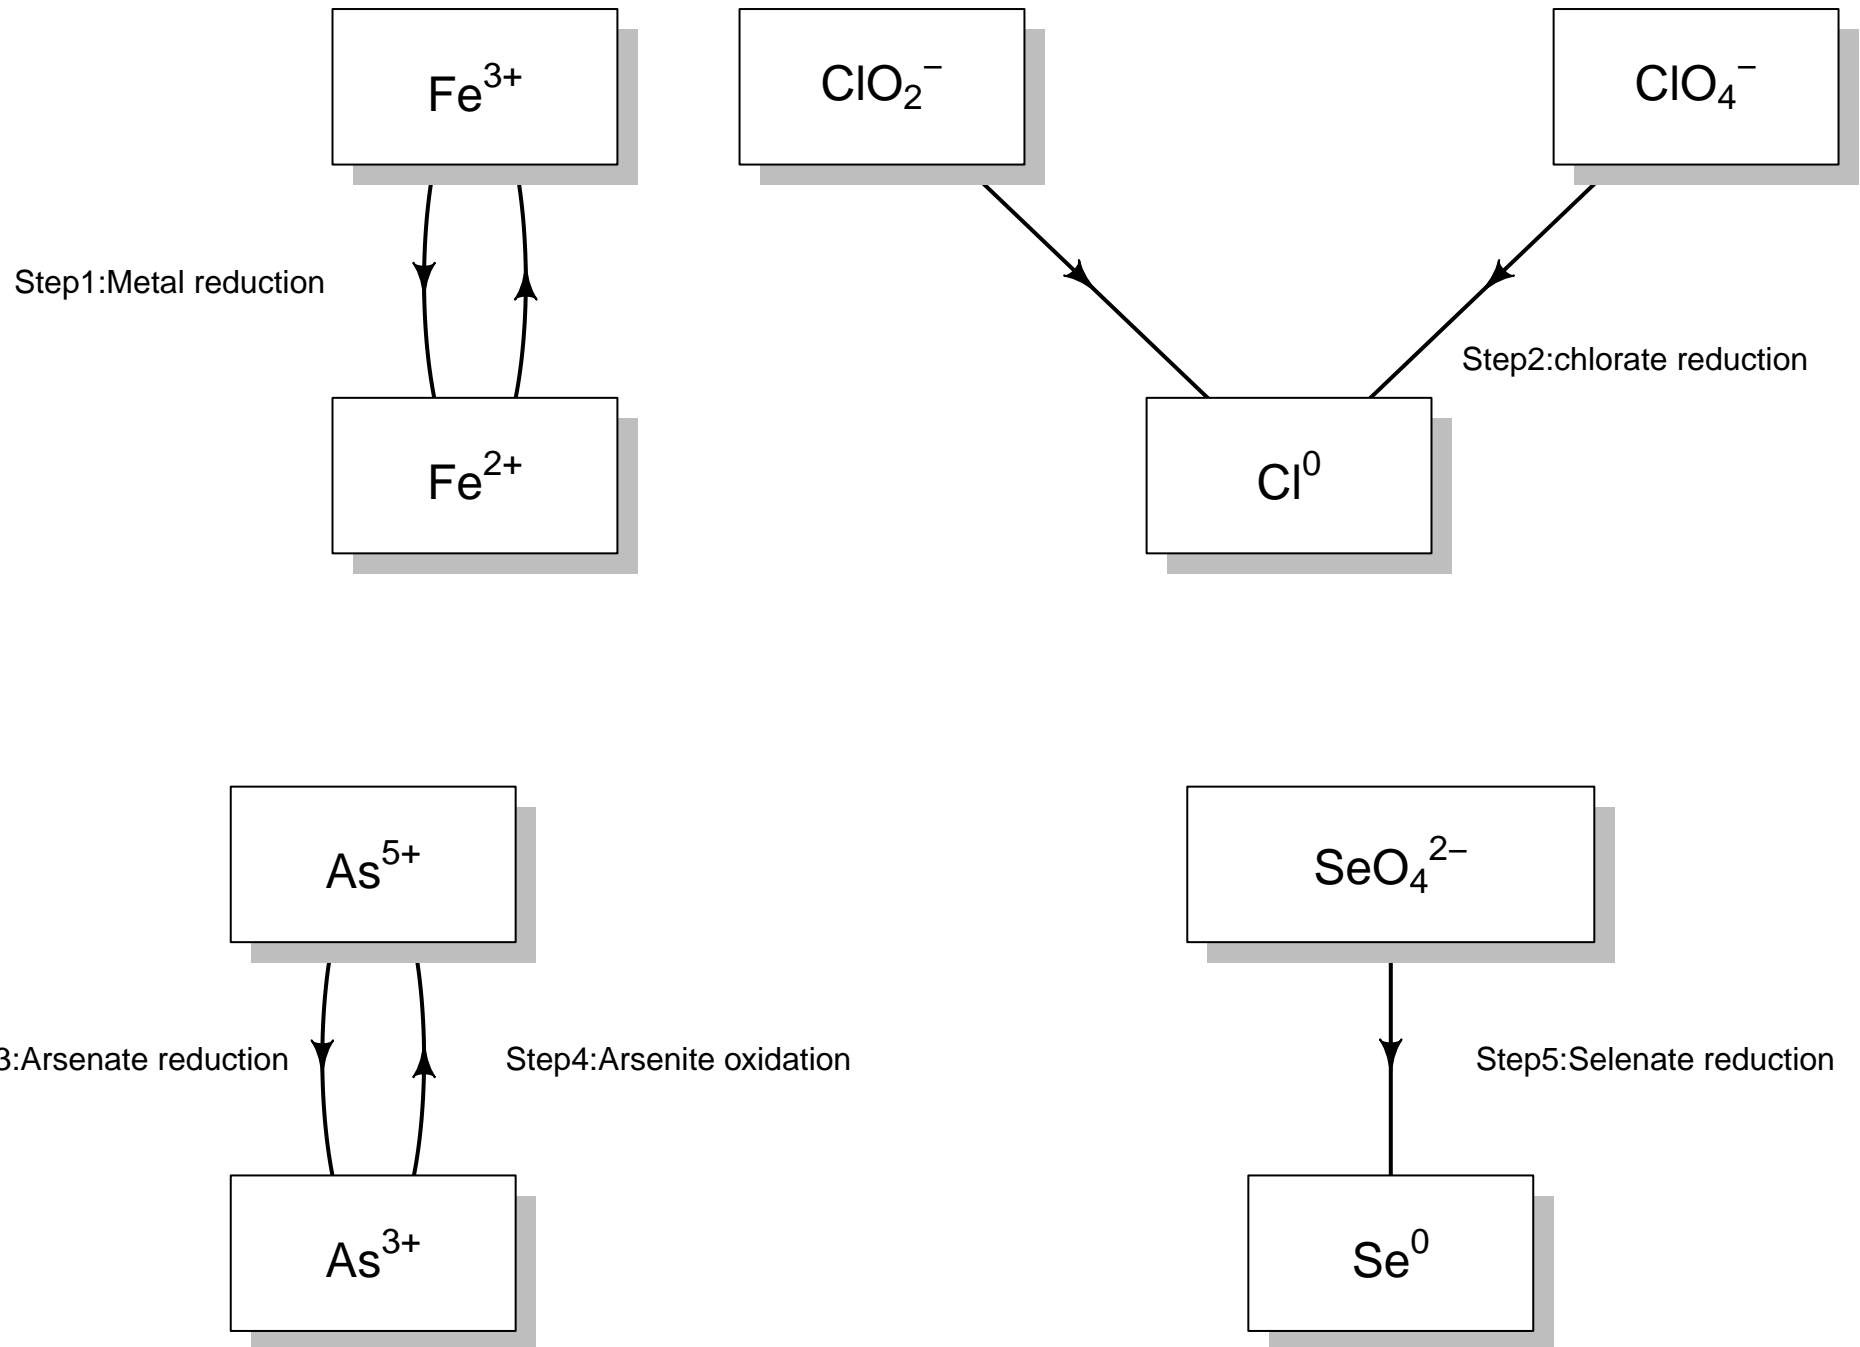 Fe³⁺
ClO₂⁻
ClO₄⁻
Step1:Metal reduction
Step2:chlorate reduction
Fe²⁺
Cl⁰
As⁵⁺
SeO₄²⁻
3:Arsenate reduction
Step4:Arsenite oxidation
Step5:Selenate reduction
As³⁺
Se⁰